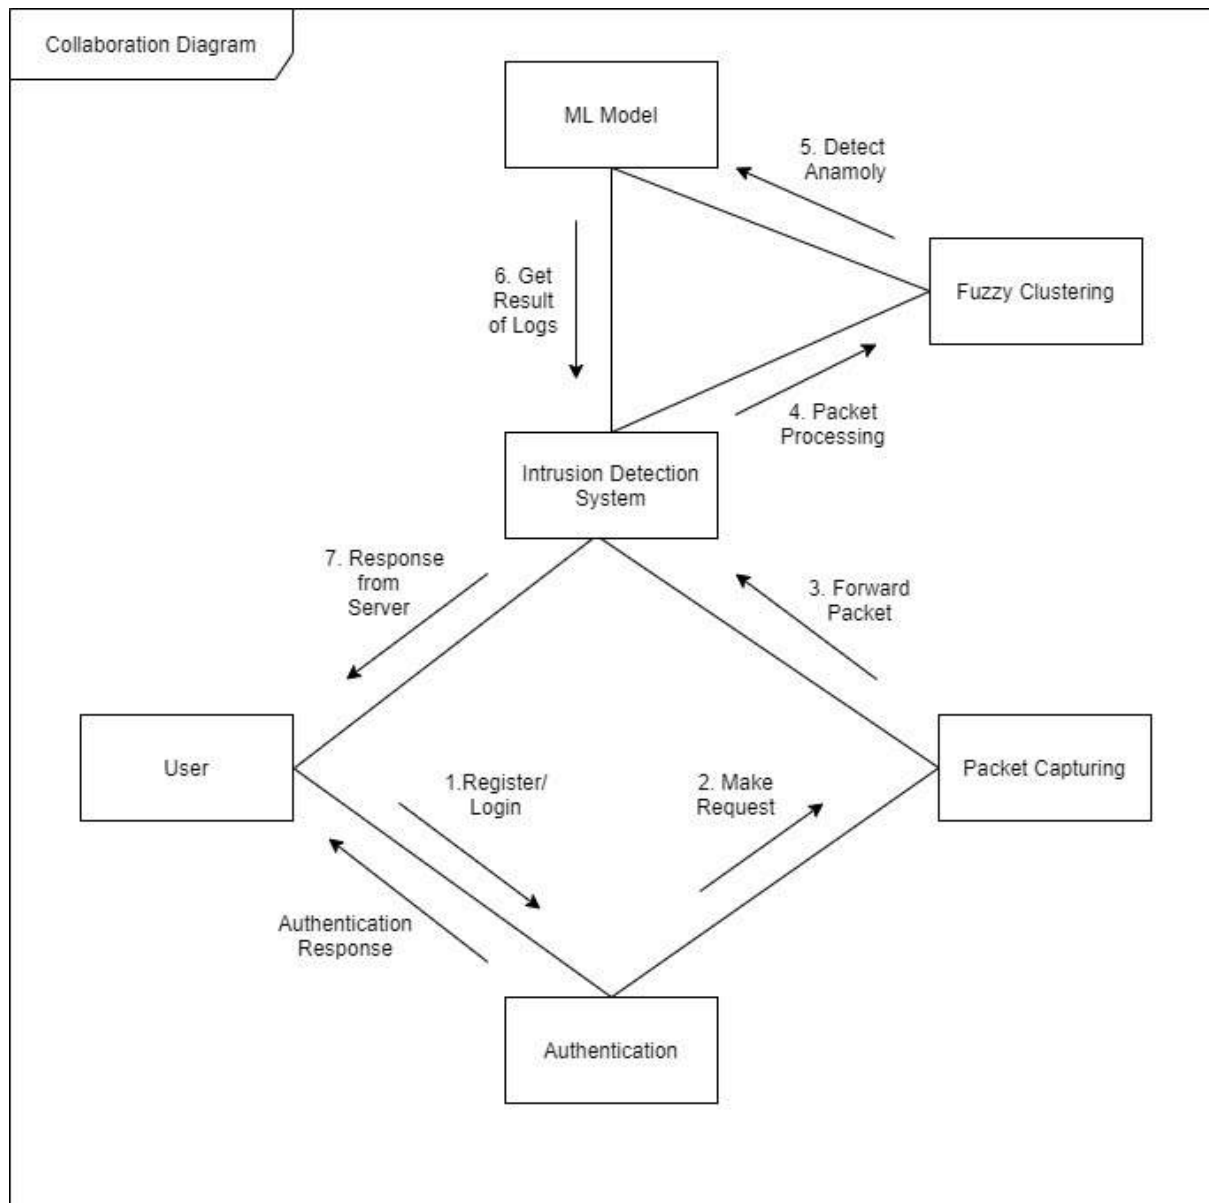 Collaboration Diagram
ML Model
5. Detect
Anamoly
Fuzzy Clustering
6. Get
Result
of Logs
4. Packet
Processing
Intrusion Detection
System
7. Response
from
Server
3. Forward
Packet
User
Packet Capturing
1.Register/
Login
2. Make
Request
Authentication
Response
Authentication